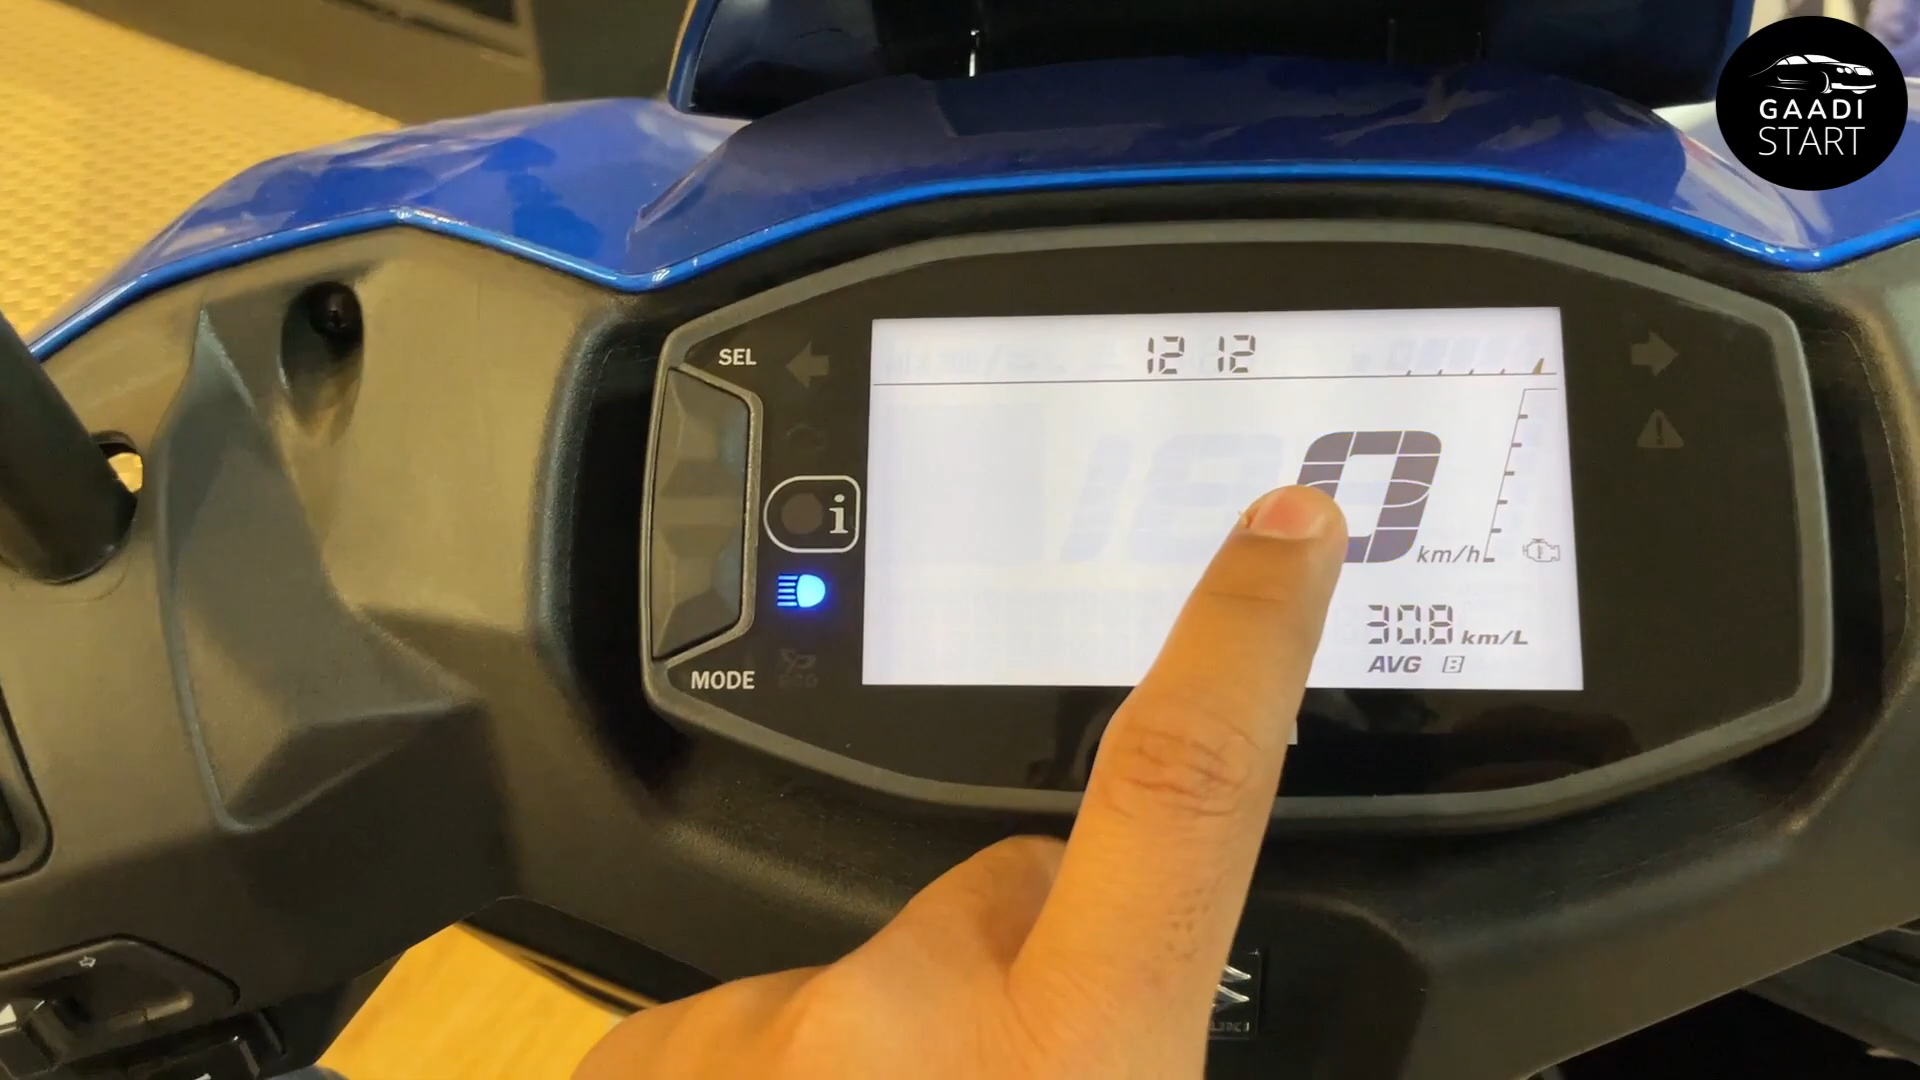 GAADI
START
12 12
SEL
0
km/h
i
30.8 km/L
AVG B
MODE